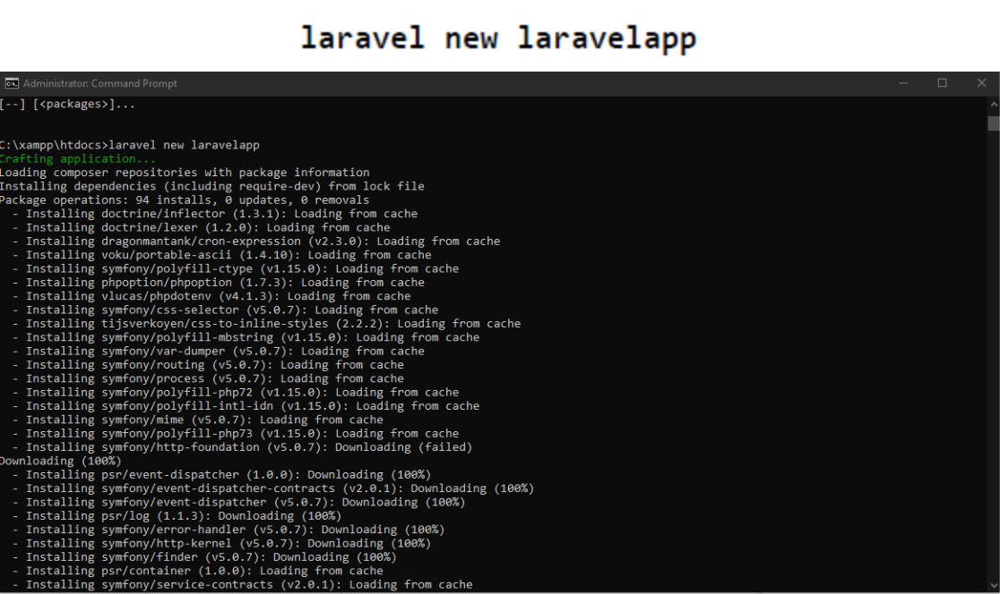 laravel new laravelapp
Administrator: Command Prompt
[--] [<packages>]...
C:\xampp\htdocs>laravel new laravelapp
Crafting application...
Loading composer repositories with package information
Installing dependencies (including require-dev) from lock file
Package operations: 94 installs, 0 updates, 0 removals
- Installing doctrine/inflector (1.3.1): Loading from cache
- Installing doctrine/lexer (1.2.0): Loading from cache
- Installing dragonmantank/cron-expression (v2.3.0): Loading from cache
- Installing voku/portable-ascii (1.4.10): Loading from cache
- Installing symfony/polyfill-ctype (v1.15.0): Loading from cache
- Installing phpoption/phpoption (1.7.3): Loading from cache
- Installing vlucas/phpdotenv (v4.1.3): Loading from cache
- Installing symfony/css-selector (v5.0.7): Loading from cache
- Installing tijsverkoyen/css-to-inline-styles (2.2.2): Loading from cache
- Installing symfony/polyfill-mbstring (v1.15.0): Loading from cache
- Installing symfony/var-dumper (v5.0.7): Loading from cache
- Installing symfony/routing (v5.0.7): Loading from cache
- Installing symfony/process (v5.0.7): Loading from cache
- Installing symfony/polyfill-php72 (v1.15.0): Loading from cache
- Installing symfony/polyfill-intl-idn (v1.15.0): Loading from cache
- Installing symfony/mime (v5.0.7): Loading from cache
- Installing symfony/polyfill-php73 (v1.15.0): Loading from cache
- Installing symfony/http-foundation (v5.0.7): Downloading (failed)
Downloading (100%)
- Installing psr/event-dispatcher (1.0.0): Downloading (100%)
- Installing symfony/event-dispatcher-contracts (v2.0.1): Downloading (100%)
- Installing symfony/event-dispatcher (v5.0.7): Downloading (100%)
- Installing psr/log (1.1.3): Downloading (100%)
- Installing symfony/error-handler (v5.0.7): Downloading (100%)
- Installing symfony/http-kernel (v5.0.7): Downloading (100%)
- Installing symfony/finder (v5.0.7): Downloading (100%)
- Installing psr/container (1.0.0): Loading from cache
- Installing symfony/service-contracts (v2.0.1): Loading from cache